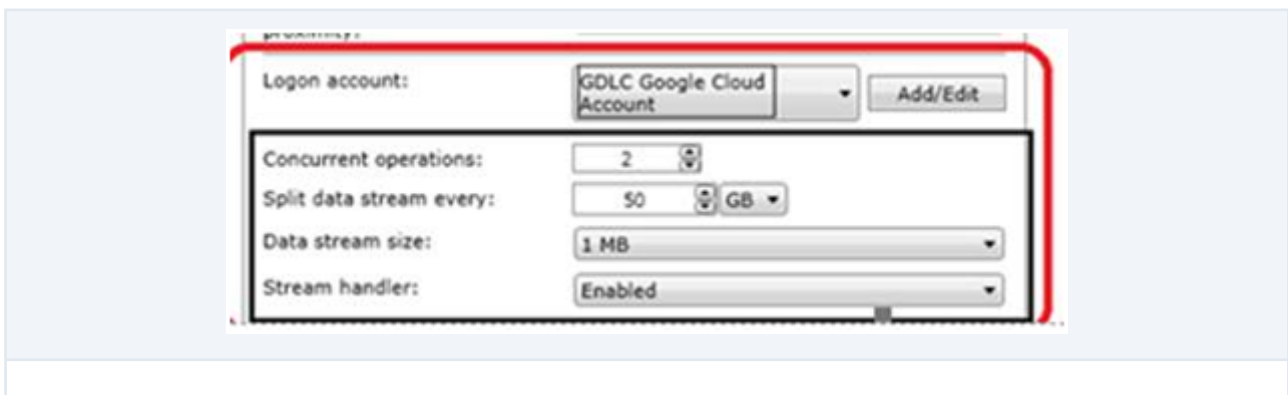 proximity:
Logon account: GDLC Google Cloud Account Add/Edit
Concurrent operations: 2
Split data stream every: 50 GB
Data stream size: 1 MB
Stream handler: Enabled